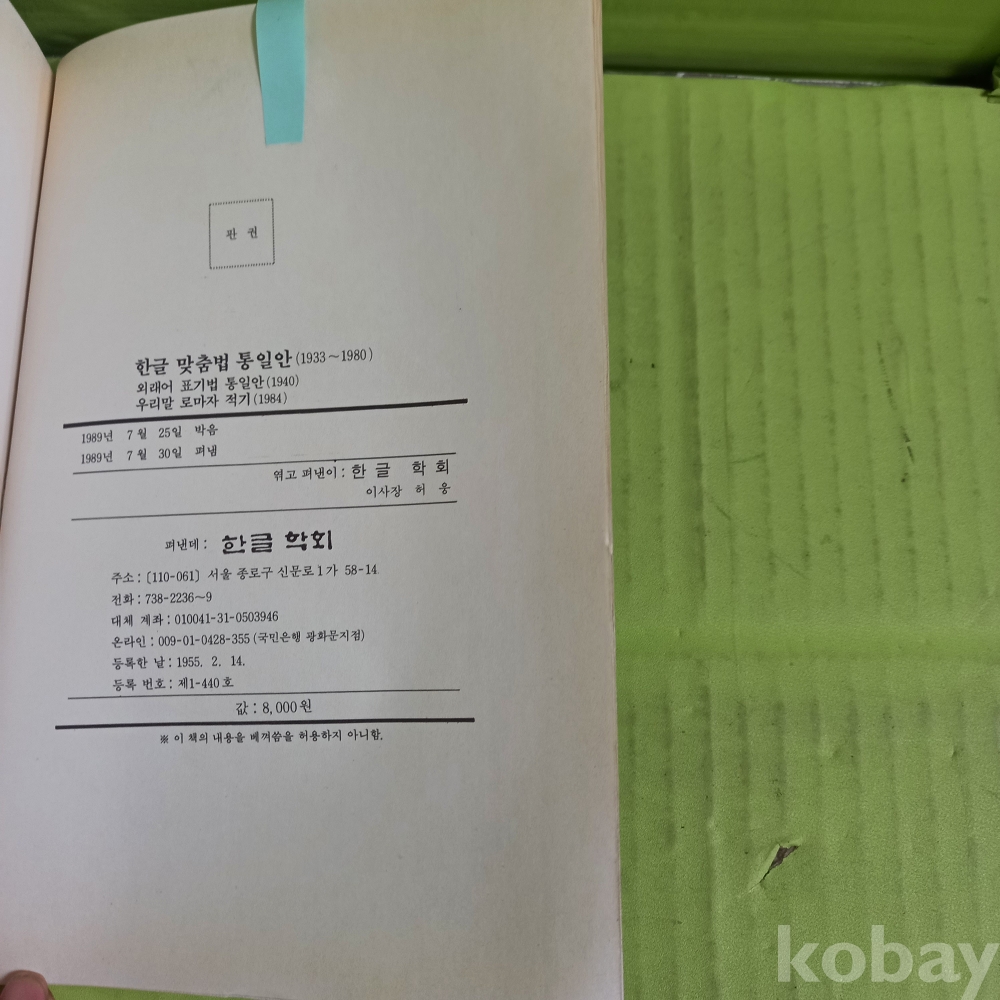 판 권
한글 맞춤법 통일안 (1933~1980)
외래어 표기법 통일안 (1940)
우리말 로마자 적기 (1984)
1989년 7월 25일 박음
1989년 7월 30일 펴냄
엮고 펴낸이 : 한 글 학 회
이사장 허 웅
펴낸데 : 한글 학회
주소 : [110-061] 서울 종로구 신문로 1가 58-14
전화 : 738-2236~9
대체 계좌 : 010041-31-0503946
온라인 : 009-01-0428-355 (국민은행 광화문지점)
등록한 날 : 1955. 2. 14.
등록 번호 : 제1-440호
값 : 8,000원
※ 이 책의 내용을 베껴씀을 허용하지 아니함.
kobay